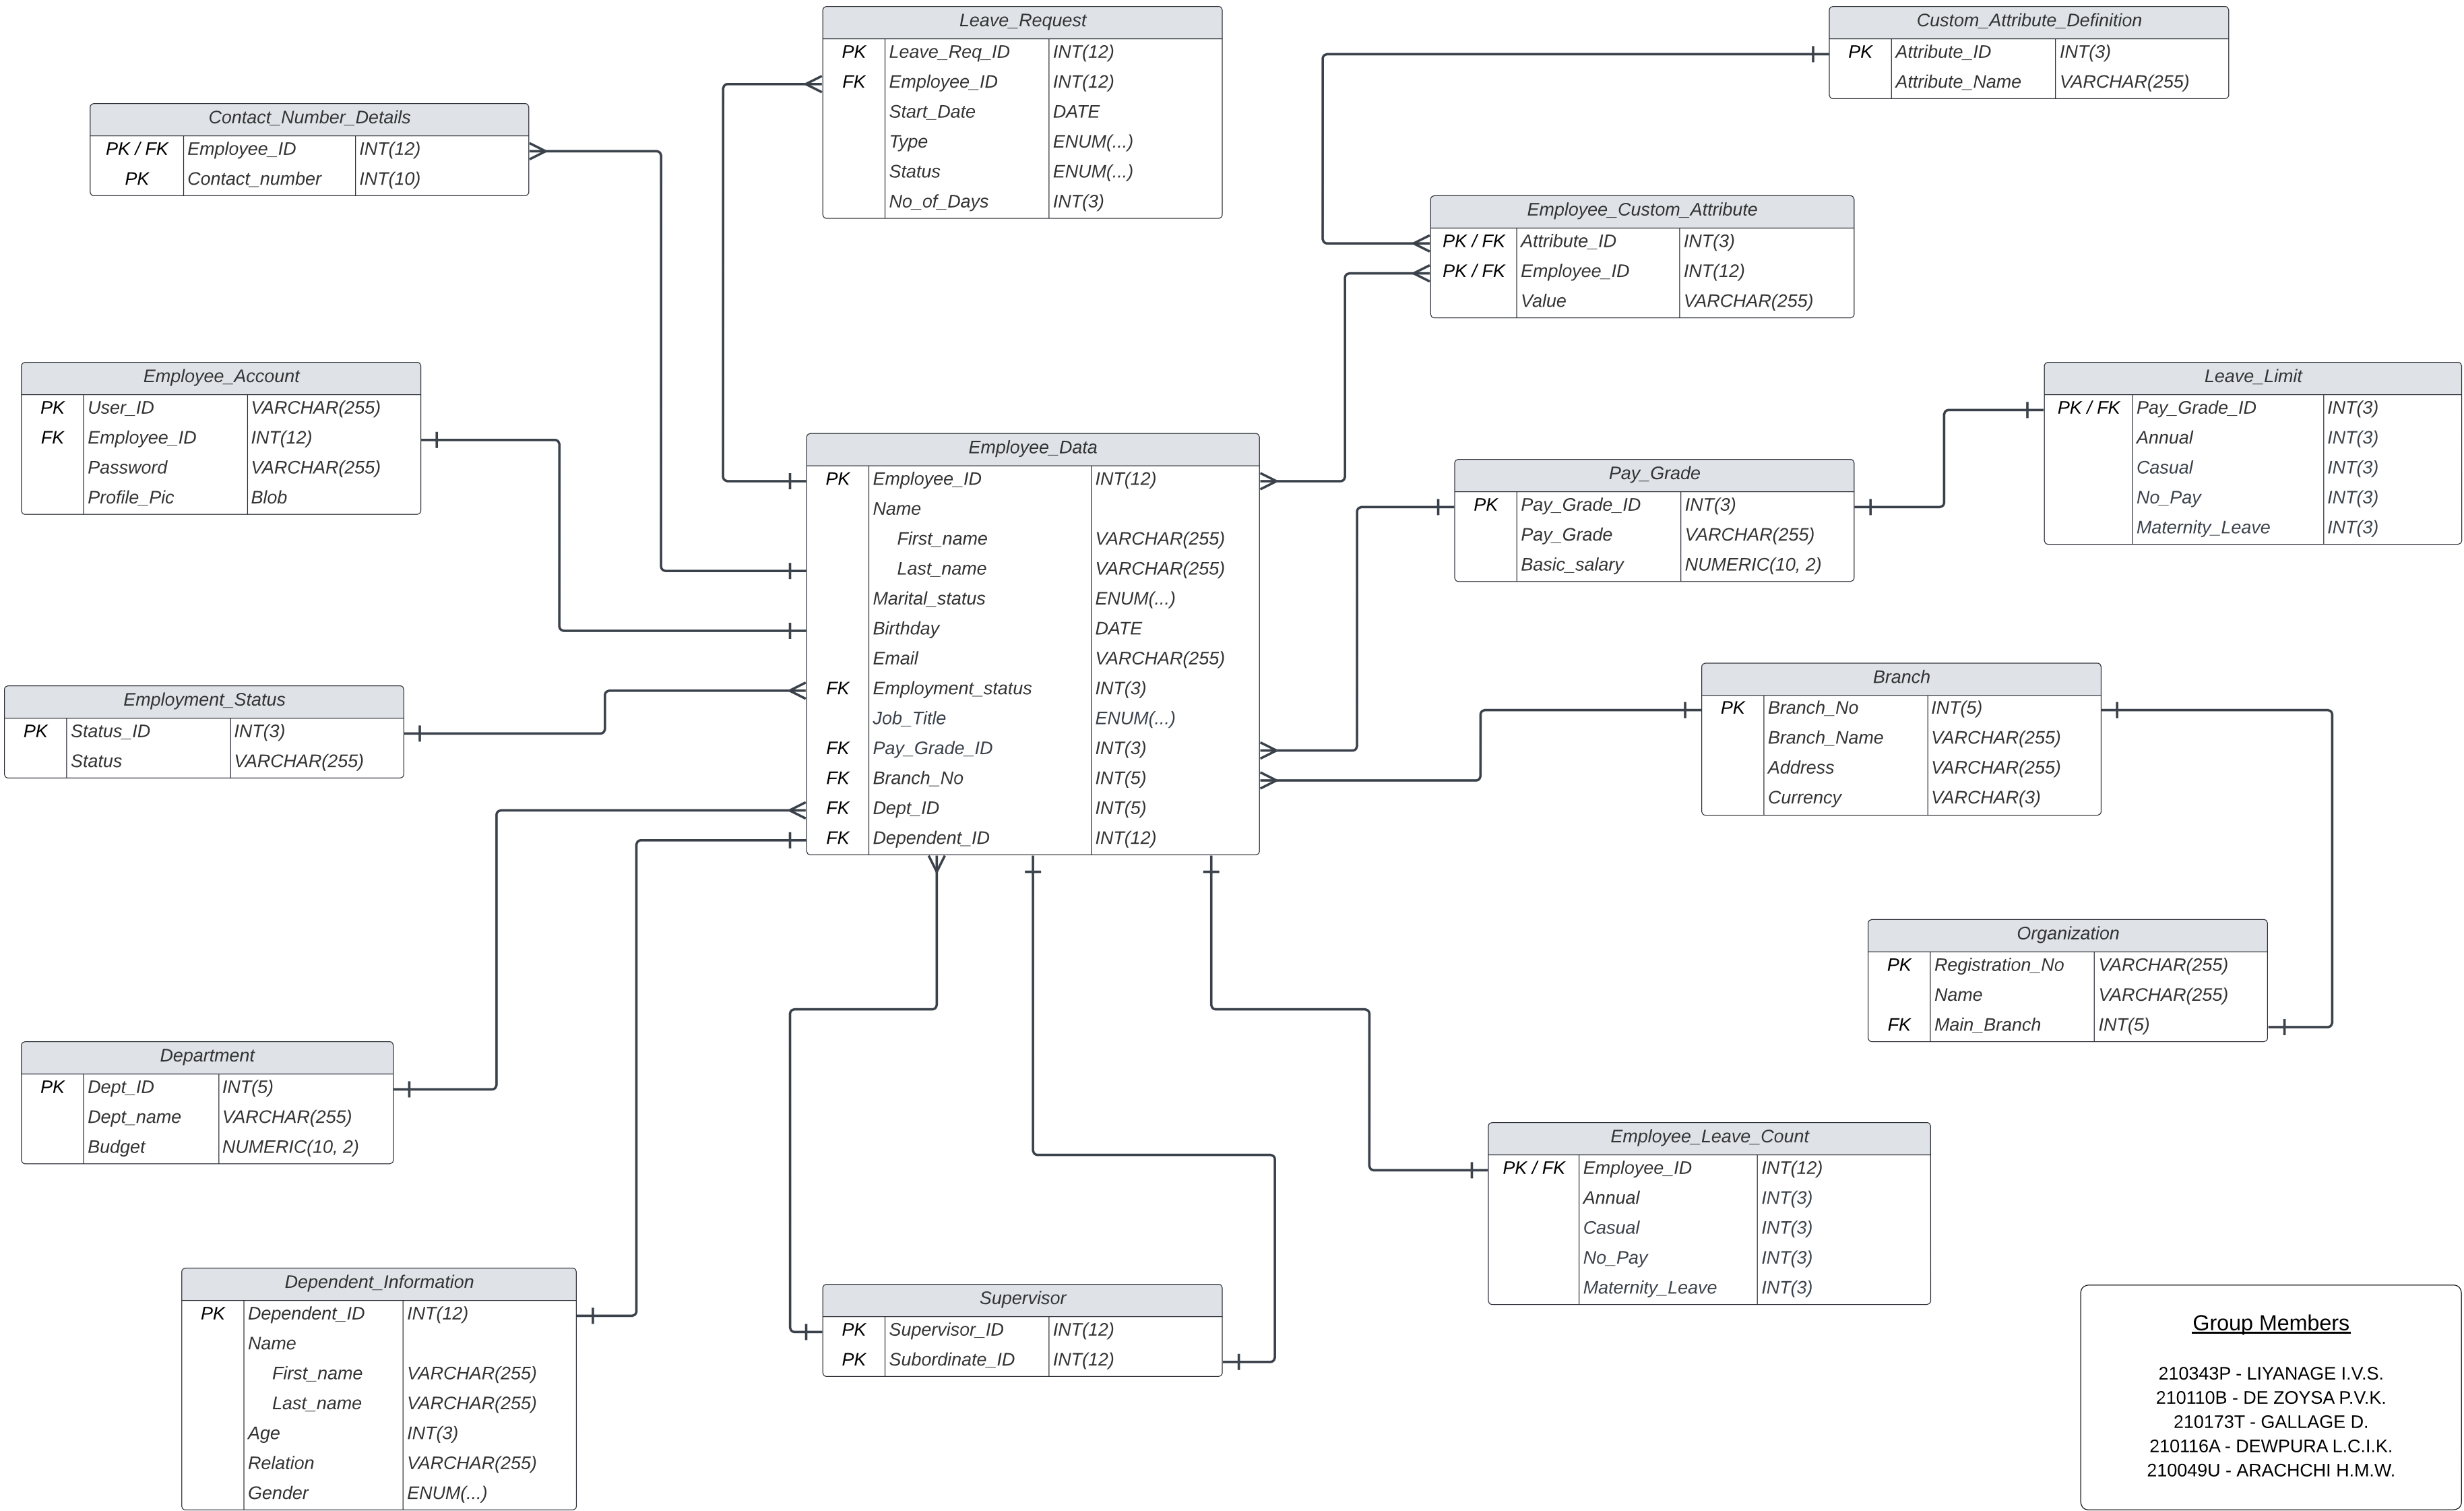 Leave_Request
PK Leave_Req_ID INT(12)
FK Employee_ID INT(12)
Start_Date DATE
Type ENUM(...)
Status ENUM(...)
No_of_Days INT(3)
Custom_Attribute_Definition
PK Attribute_ID INT(3)
Attribute_Name VARCHAR(255)
Contact_Number_Details
PK / FK Employee_ID INT(12)
PK Contact_number INT(10)
Employee_Custom_Attribute
PK / FK Attribute_ID INT(3)
PK / FK Employee_ID INT(12)
Value VARCHAR(255)
Employee_Account
PK User_ID VARCHAR(255)
FK Employee_ID INT(12)
Password VARCHAR(255)
Profile_Pic Blob
Leave_Limit
PK / FK Pay_Grade_ID INT(3)
Annual INT(3)
Casual INT(3)
No_Pay INT(3)
Maternity_Leave INT(3)
Employee_Data
PK Employee_ID INT(12)
Name
First_name VARCHAR(255)
Last_name VARCHAR(255)
Marital_status ENUM(...)
Birthday DATE
Email VARCHAR(255)
FK Employment_status INT(3)
Job_Title ENUM(...)
FK Pay_Grade_ID INT(3)
FK Branch_No INT(5)
FK Dept_ID INT(5)
FK Dependent_ID INT(12)
Pay_Grade
PK Pay_Grade_ID INT(3)
Pay_Grade VARCHAR(255)
Basic_salary NUMERIC(10, 2)
Employment_Status
PK Status_ID INT(3)
Status VARCHAR(255)
Branch
PK Branch_No INT(5)
Branch_Name VARCHAR(255)
Address VARCHAR(255)
Currency VARCHAR(3)
Organization
PK Registration_No VARCHAR(255)
Name VARCHAR(255)
FK Main_Branch INT(5)
Department
PK Dept_ID INT(5)
Dept_name VARCHAR(255)
Budget NUMERIC(10, 2)
Employee_Leave_Count
PK / FK Employee_ID INT(12)
Annual INT(3)
Casual INT(3)
No_Pay INT(3)
Maternity_Leave INT(3)
Dependent_Information
PK Dependent_ID INT(12)
Name
First_name VARCHAR(255)
Last_name VARCHAR(255)
Age INT(3)
Relation VARCHAR(255)
Gender ENUM(...)
Supervisor
PK Supervisor_ID INT(12)
PK Subordinate_ID INT(12)
Group Members
210343P - LIYANAGE I.V.S.
210110B - DE ZOYSA P.V.K.
210173T - GALLAGE D.
210116A - DEWPURA L.C.I.K.
210049U - ARACHCHI H.M.W.